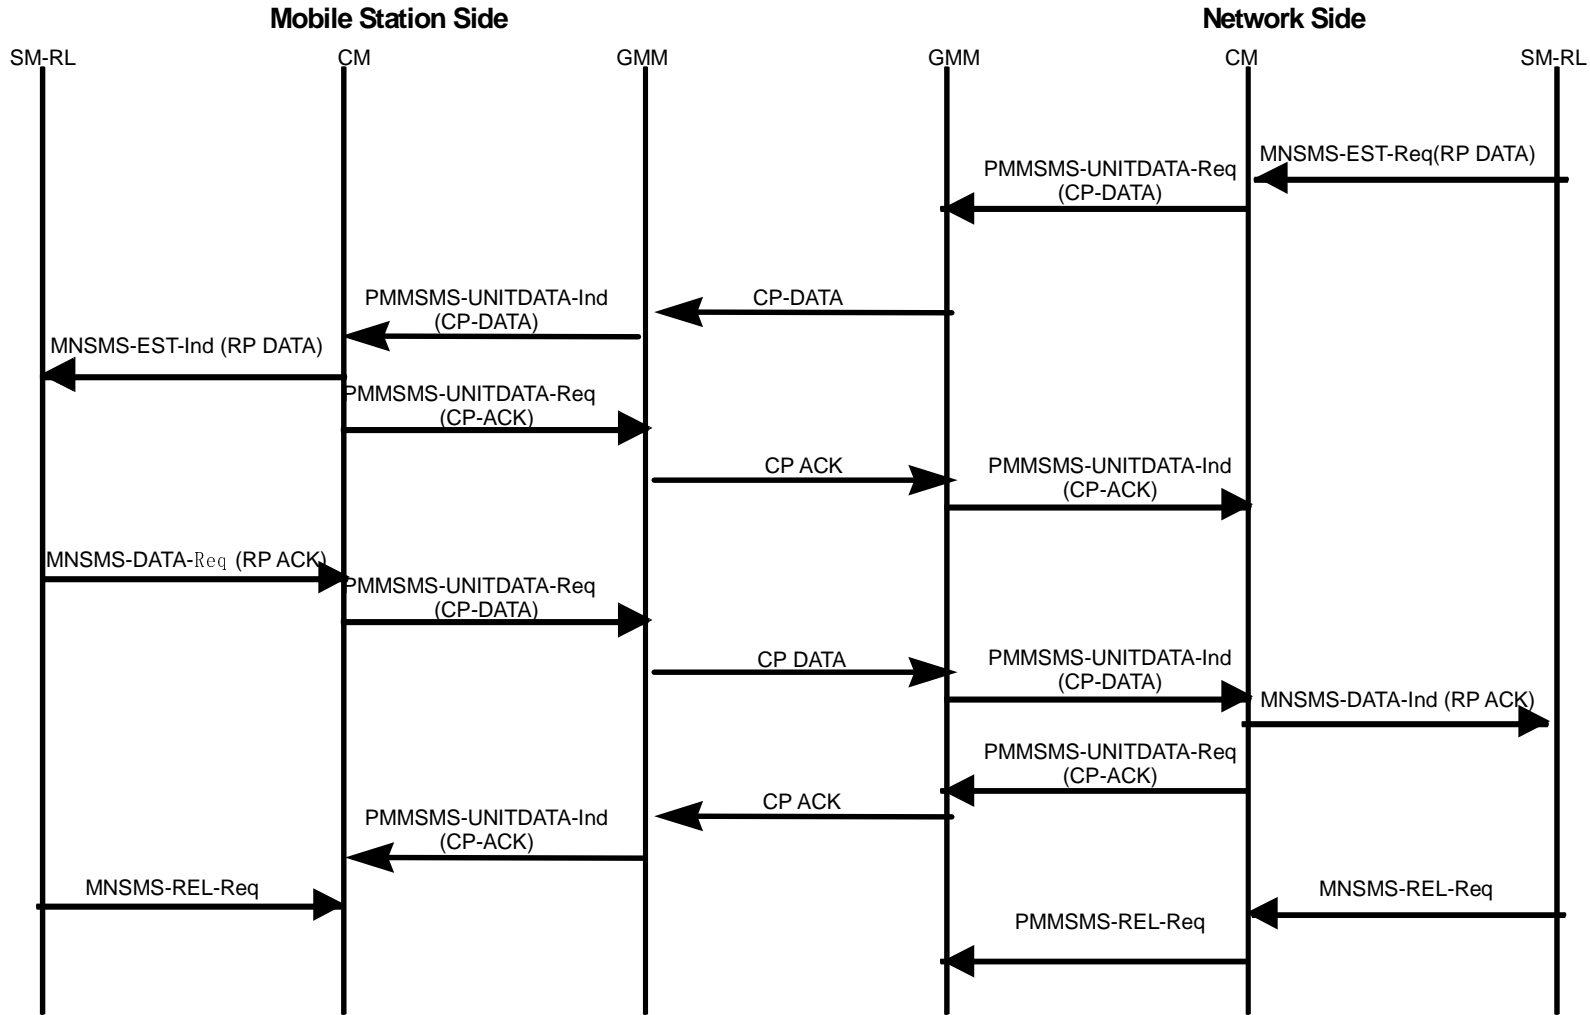 Mobile Station Side
Network Side
SM-RL
CM
GMM
GMM
CM
SM-RL
MNSMS-EST-Req(RP DATA)
PMMSMS-UNITDATA-Req
(CP-DATA)
CP-DATA
PMMSMS-UNITDATA-Ind
(CP-DATA)
MNSMS-EST-Ind (RP DATA)
PMMSMS-UNITDATA-Req
(CP-ACK)
CP ACK
PMMSMS-UNITDATA-Ind
(CP-ACK)
MNSMS-DATA-Req (RP ACK)
PMMSMS-UNITDATA-Req
(CP-DATA)
CP DATA
PMMSMS-UNITDATA-Ind
(CP-DATA)
MNSMS-DATA-Ind (RP ACK)
PMMSMS-UNITDATA-Req
(CP-ACK)
CP ACK
PMMSMS-UNITDATA-Ind
(CP-ACK)
MNSMS-REL-Req
MNSMS-REL-Req
PMMSMS-REL-Req